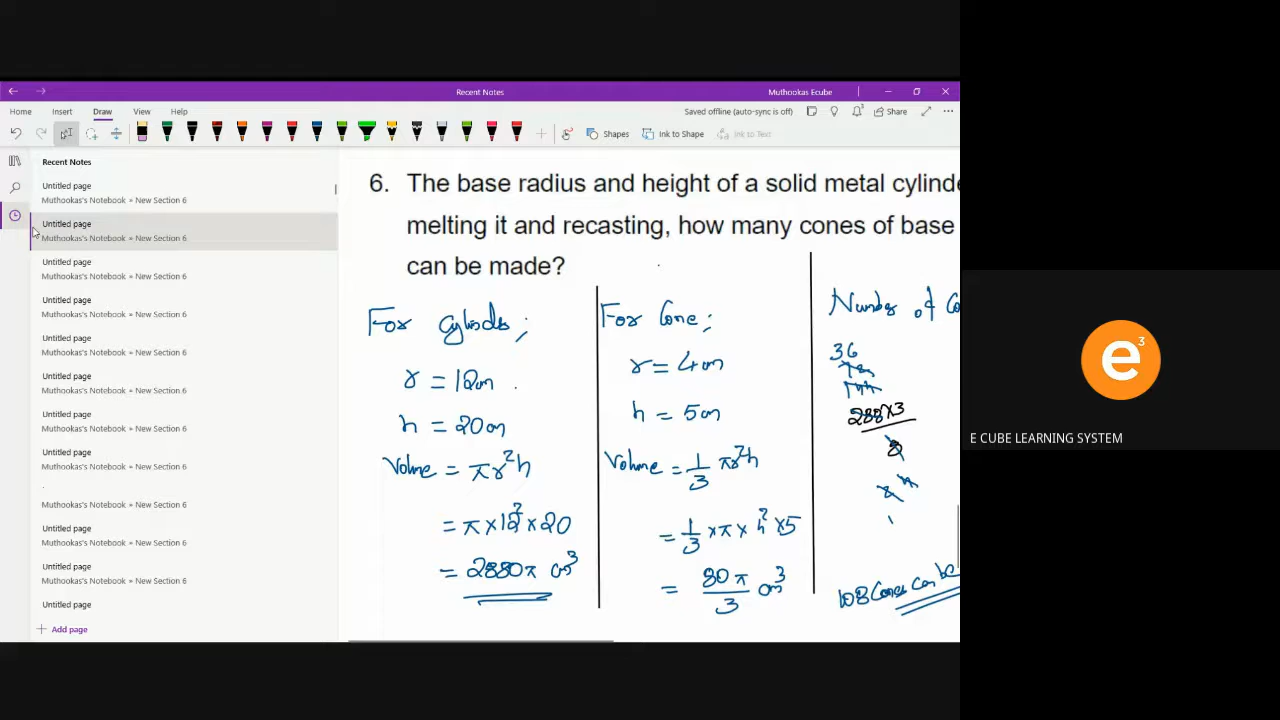 Recent Notes
Muthookas Ecube
Home
Insert
Draw
View
Help
Saved offline (auto-sync is off)
Share
Shapes
Ink to Shape
Ink to Text
Recent Notes
Untitled page
Muthookas's Notebook » New Section 6
Untitled page
Muthookas's Notebook » New Section 6
Untitled page
Muthookas's Notebook » New Section 6
Untitled page
Muthookas's Notebook » New Section 6
Untitled page
Muthookas's Notebook » New Section 6
Untitled page
Muthookas's Notebook » New Section 6
Untitled page
Muthookas's Notebook » New Section 6
Untitled page
Muthookas's Notebook » New Section 6
.
Muthookas's Notebook » New Section 6
Untitled page
Muthookas's Notebook » New Section 6
Untitled page
Muthookas's Notebook » New Section 6
Untitled page
+ Add page
6. The base radius and height of a solid metal cylinde
melting it and recasting, how many cones of base
can be made?
For Cylinder;
r = 12cm
h = 20cm
Volume = πr²h
= π×12²×20
= 2880π cm³
For Cone;
r = 4cm
h = 5cm
Volume = 1/3 πr²h
= 1/3 ×π× 4² ×5
= 80π/3 cm³
Number of Co
36
288×3
108 Cones can be
e³
E CUBE LEARNING SYSTEM